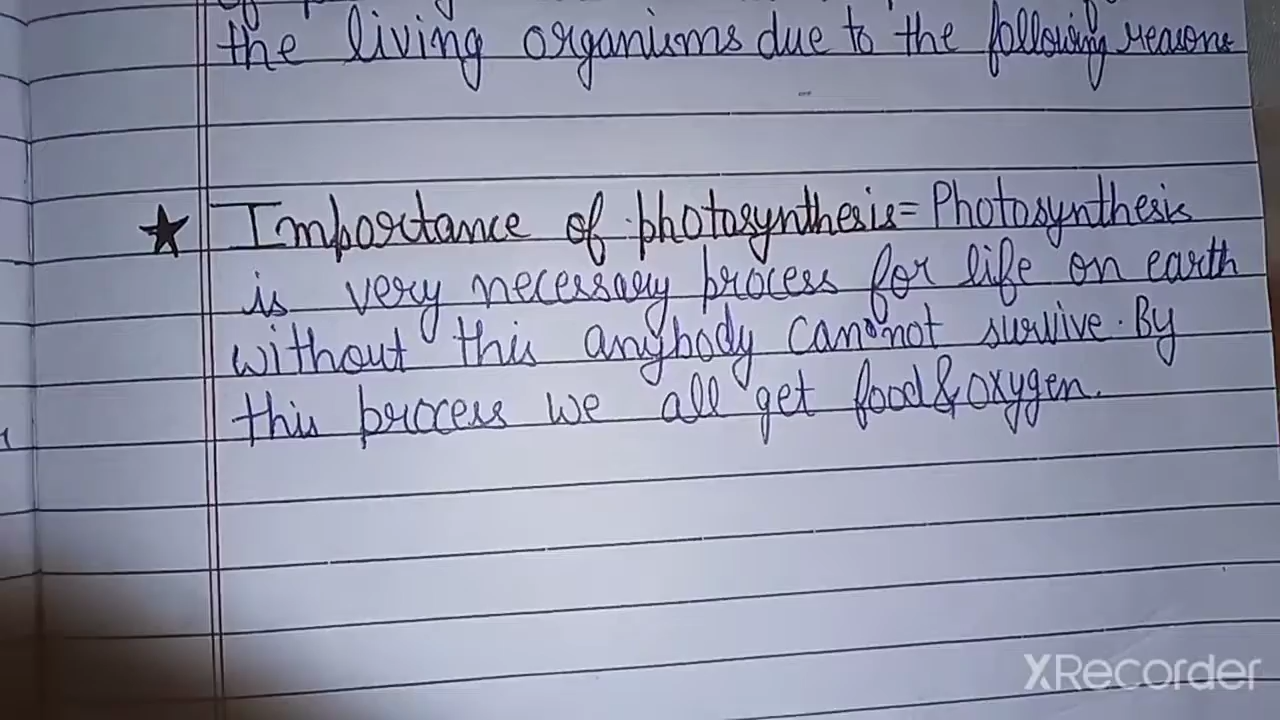 the living organisms due to the following reasons
★ Importance of photosynthesis = Photosynthesis
is very necessary process for life on earth
without this anybody can not survive. By
this process we all get food & oxygen.
XRecorder